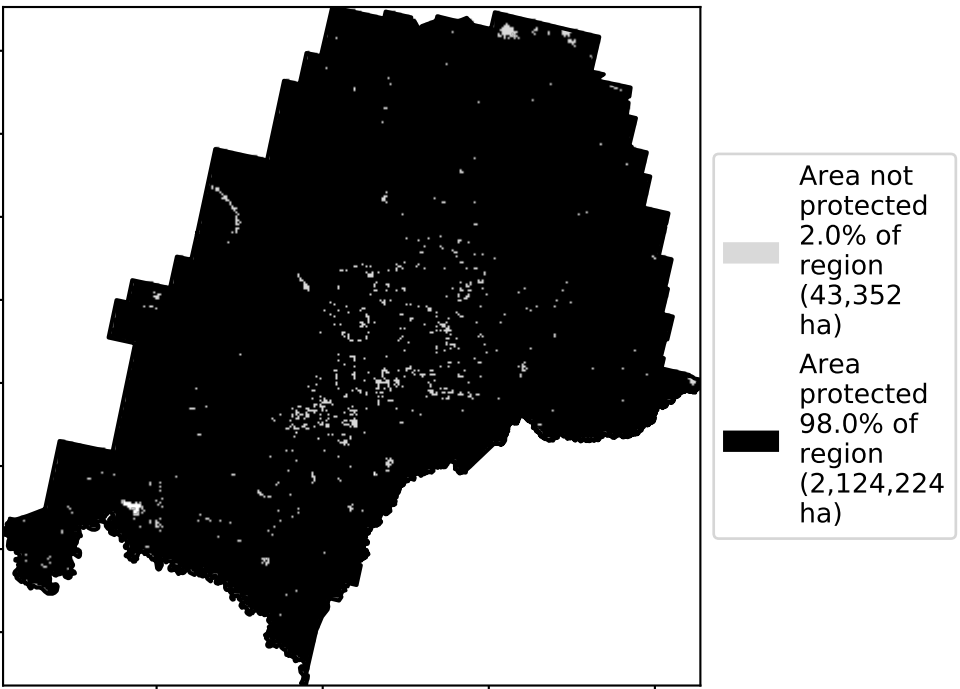 Area not
protected
2.0% of
region
(43,352
ha)
Area
protected
98.0% of
region
(2,124,224
ha)